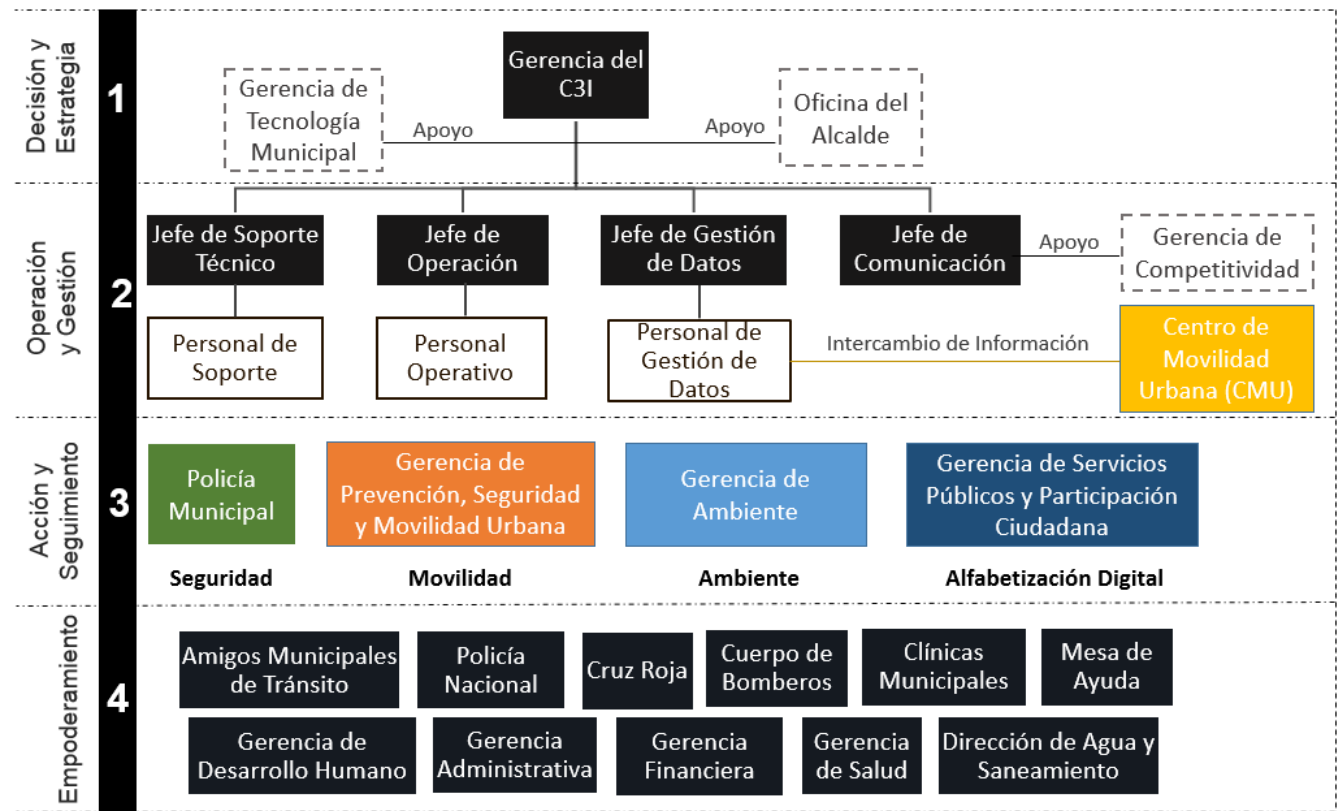 Decisión y
Estrategia
1
Gerencia del
C3I
Gerencia de
Tecnología
Municipal
Apoyo
Apoyo
Oficina del
Alcalde
Operación
y Gestión
2
Jefe de Soporte
Técnico
Jefe de
Operación
Jefe de Gestión
de Datos
Jefe de
Comunicación
Apoyo
Gerencia de
Competitividad
Personal de
Soporte
Personal
Operativo
Personal de
Gestión de
Datos
Intercambio de Información
Centro de
Movilidad
Urbana (CMU)
Acción y
Seguimiento
3
Policía
Municipal
Gerencia de
Prevención, Seguridad
y Movilidad Urbana
Gerencia de
Ambiente
Gerencia de Servicios
Públicos y Participación
Ciudadana
Seguridad
Movilidad
Ambiente
Alfabetización Digital
Empoderamiento
4
Amigos Municipales
de Tránsito
Policía
Nacional
Cruz Roja
Cuerpo de
Bomberos
Clínicas
Municipales
Mesa de
Ayuda
Gerencia de
Desarrollo Humano
Gerencia
Administrativa
Gerencia
Financiera
Gerencia
de Salud
Dirección de Agua y
Saneamiento